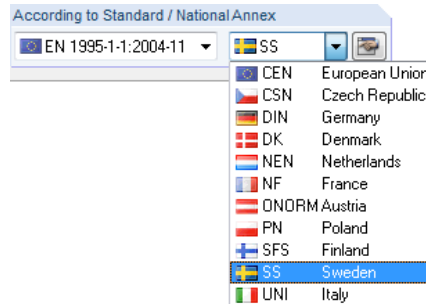 According to Standard / National Annex
EN 1995-1-1:2004-11 SS
CEN European Union
CSN Czech Republic
DIN Germany
DK Denmark
NEN Netherlands
NF France
ONORM Austria
PN Poland
SFS Finland
SS Sweden
UNI Italy